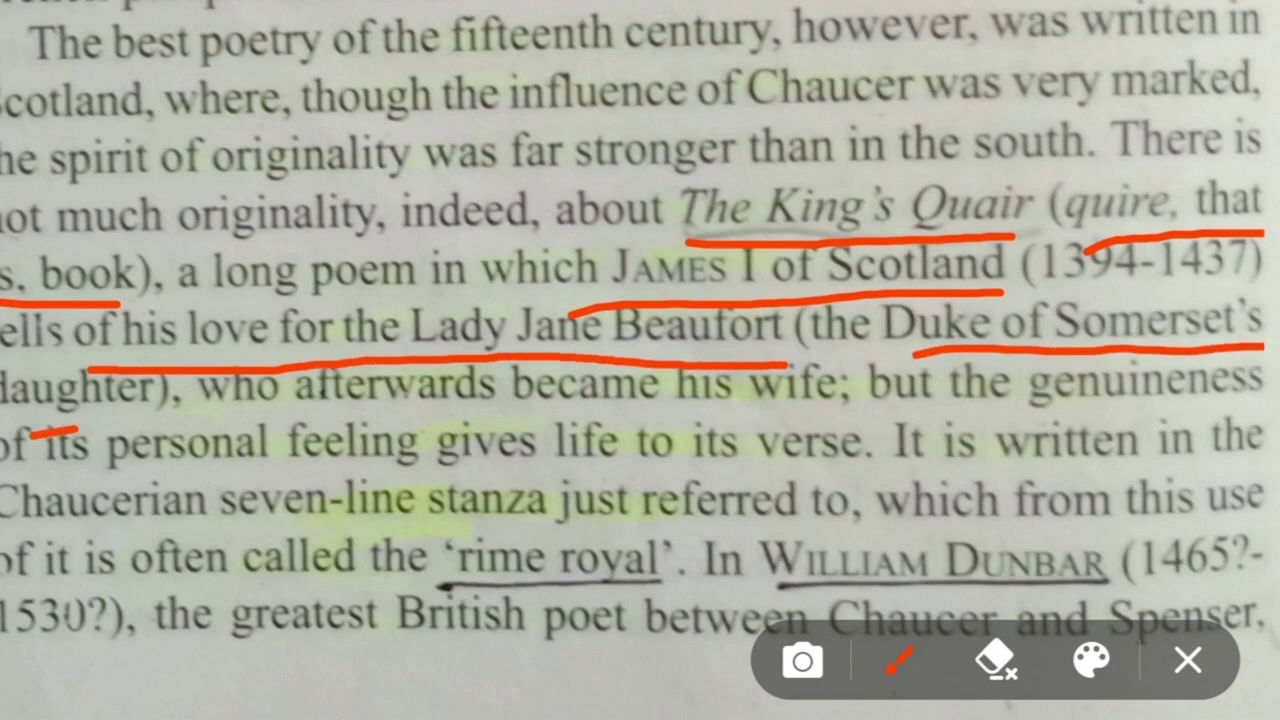 The best poetry of the fifteenth century, however, was written in
cotland, where, though the influence of Chaucer was very marked,
he spirit of originality was far stronger than in the south. There is
ot much originality, indeed, about The King's Quair (quire, that
s, book), a long poem in which JAMES I of Scotland (1394-1437)
ells of his love for the Lady Jane Beaufort (the Duke of Somerset's
daughter), who afterwards became his wife; but the genuineness
of its personal feeling gives life to its verse. It is written in the
Chaucerian seven-line stanza just referred to, which from this use
of it is often called the 'rime royal'. In WILLIAM DUNBAR (1465?-
1530?), the greatest British poet between Chaucer and Spenser,